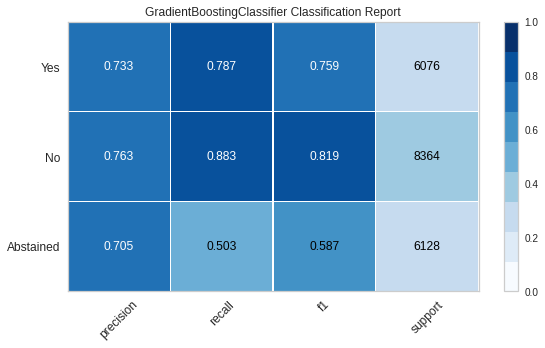 GradientBoostingClassifier Classification Report
Yes 0.733 0.787 0.759 6076
No 0.763 0.883 0.819 8364
Abstained 0.705 0.503 0.587 6128
precision recall f1 support
1.0
0.8
0.6
0.4
0.2
0.0